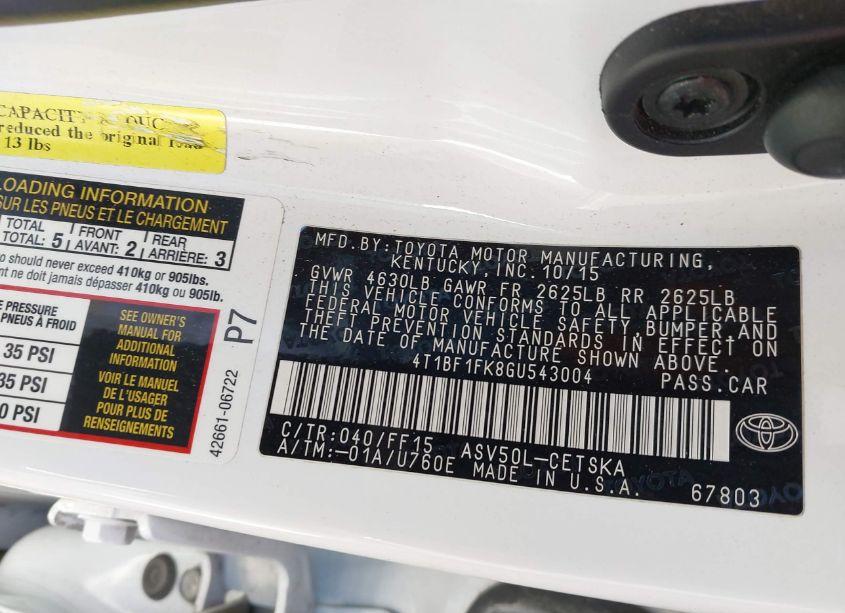 CAPACITY
reduced the original
13 lbs
LOADING INFORMATION
SUR LES PNEUS ET LE CHARGEMENT
TOTAL FRONT REAR
TOTAL: 5 AVANT: 2 ARRIÈRE: 3
should never exceed 410kg or 905lbs.
nt ne doit jamais dépasser 410kg ou 905lb.
PRESSURE
PNEUS À FROID
35 PSI
35 PSI
0 PSI
SEE OWNER'S
MANUAL FOR
ADDITIONAL
INFORMATION
VOIR LE MANUEL
DE L'USAGER
POUR PLUS DE
RENSEIGNEMENTS
P7
42661-06722
MFD.BY:TOYOTA MOTOR MANUFACTURING,
KENTUCKY, INC. 10/15
GVWR 4630LB GAWR FR 2625LB RR 2625LB
THIS VEHICLE CONFORMS TO ALL APPLICABLE
FEDERAL MOTOR VEHICLE SAFETY,BUMPER,AND
THEFT PREVENTION STANDARDS IN EFFECT ON
THE DATE OF MANUFACTURE SHOWN ABOVE.
4T1BF1FK8GU543004 PASS.CAR
C/TR:040/FF15 ASV50L-CETSKA
A/TM:-01A/U760E MADE IN U.S.A. 67803